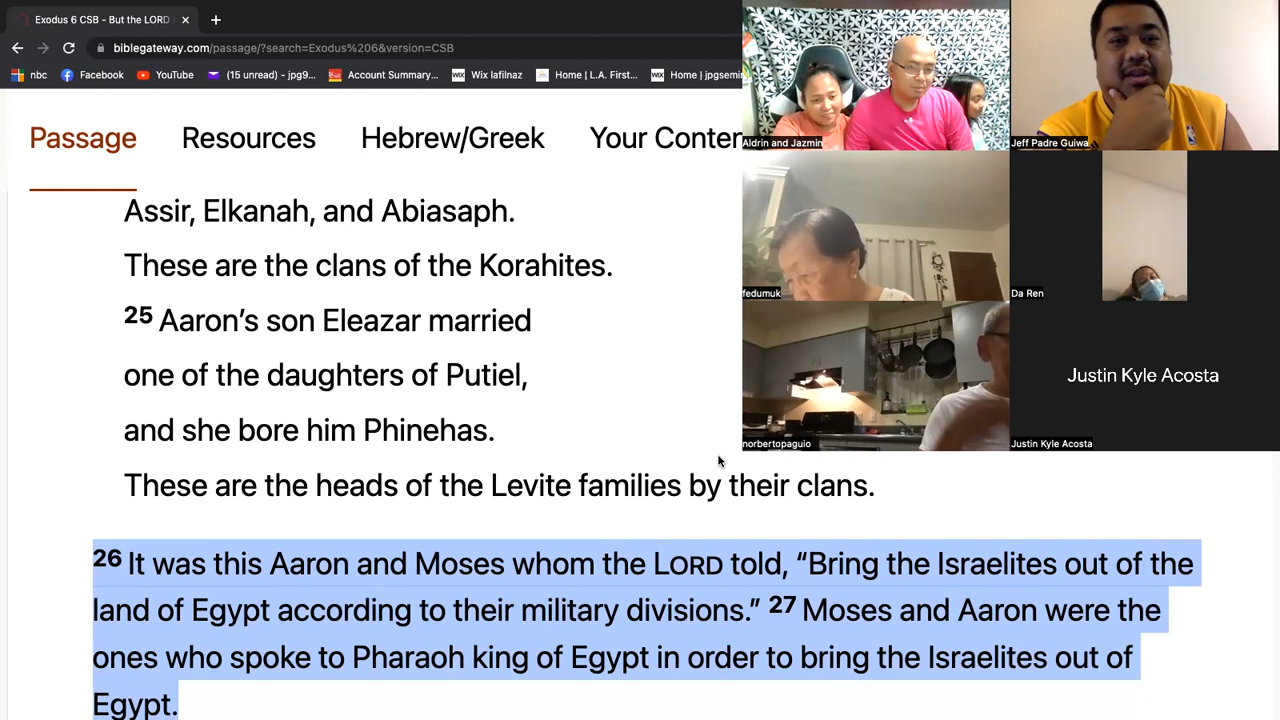 Exodus 6 CSB - But the LORD
biblegateway.com/passage/?search=Exodus%206&version=CSB
nbc Facebook YouTube (15 unread) - jpg9... Account Summary... Wix lafilnaz Home | L.A. First... Home | jpgsemi
Passage Resources Hebrew/Greek Your Conten
Assir, Elkanah, and Abiasaph.
These are the clans of the Korahites.
25 Aaron’s son Eleazar married
one of the daughters of Putiel,
and she bore him Phinehas.
These are the heads of the Levite families by their clans.
26 It was this Aaron and Moses whom the LORD told, “Bring the Israelites out of the
land of Egypt according to their military divisions.” 27 Moses and Aaron were the
ones who spoke to Pharaoh king of Egypt in order to bring the Israelites out of
Egypt.
Aldrin and Jazmin
Jeff Padre Guiwa
fedumuk
Da Ren
norbertopaguio
Justin Kyle Acosta
Justin Kyle Acosta